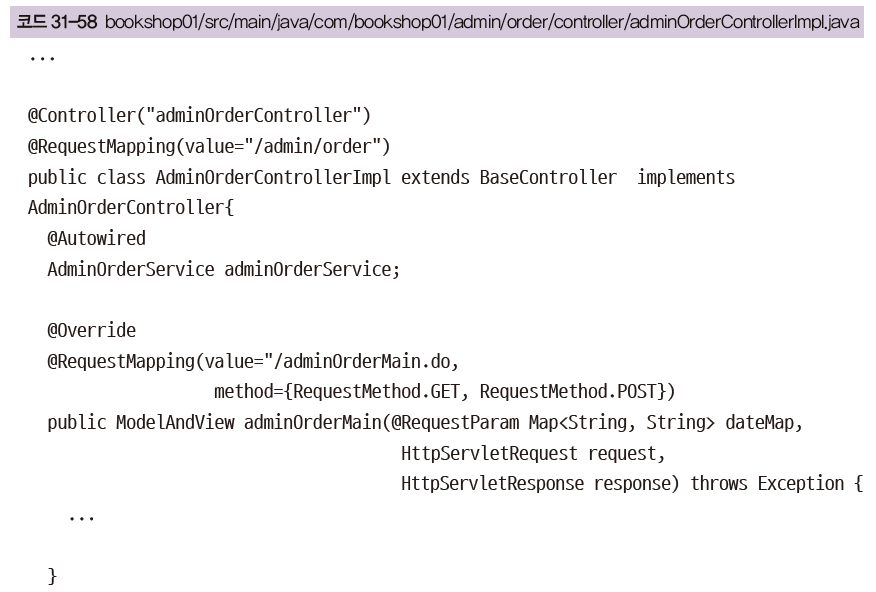 코드 31-58 bookshop01/src/main/java/com/bookshop01/admin/order/controller/adminOrderControllerImpl.java
...
@Controller("adminOrderController")
@RequestMapping(value="/admin/order")
public class AdminOrderControllerImpl extends BaseController  implements
AdminOrderController{
  @Autowired
  AdminOrderService adminOrderService;
  @Override
  @RequestMapping(value="/adminOrderMain.do,
                   method={RequestMethod.GET, RequestMethod.POST})
  public ModelAndView adminOrderMain(@RequestParam Map<String, String> dateMap,
                                      HttpServletRequest request,
                                      HttpServletResponse response) throws Exception {
    ...
  }